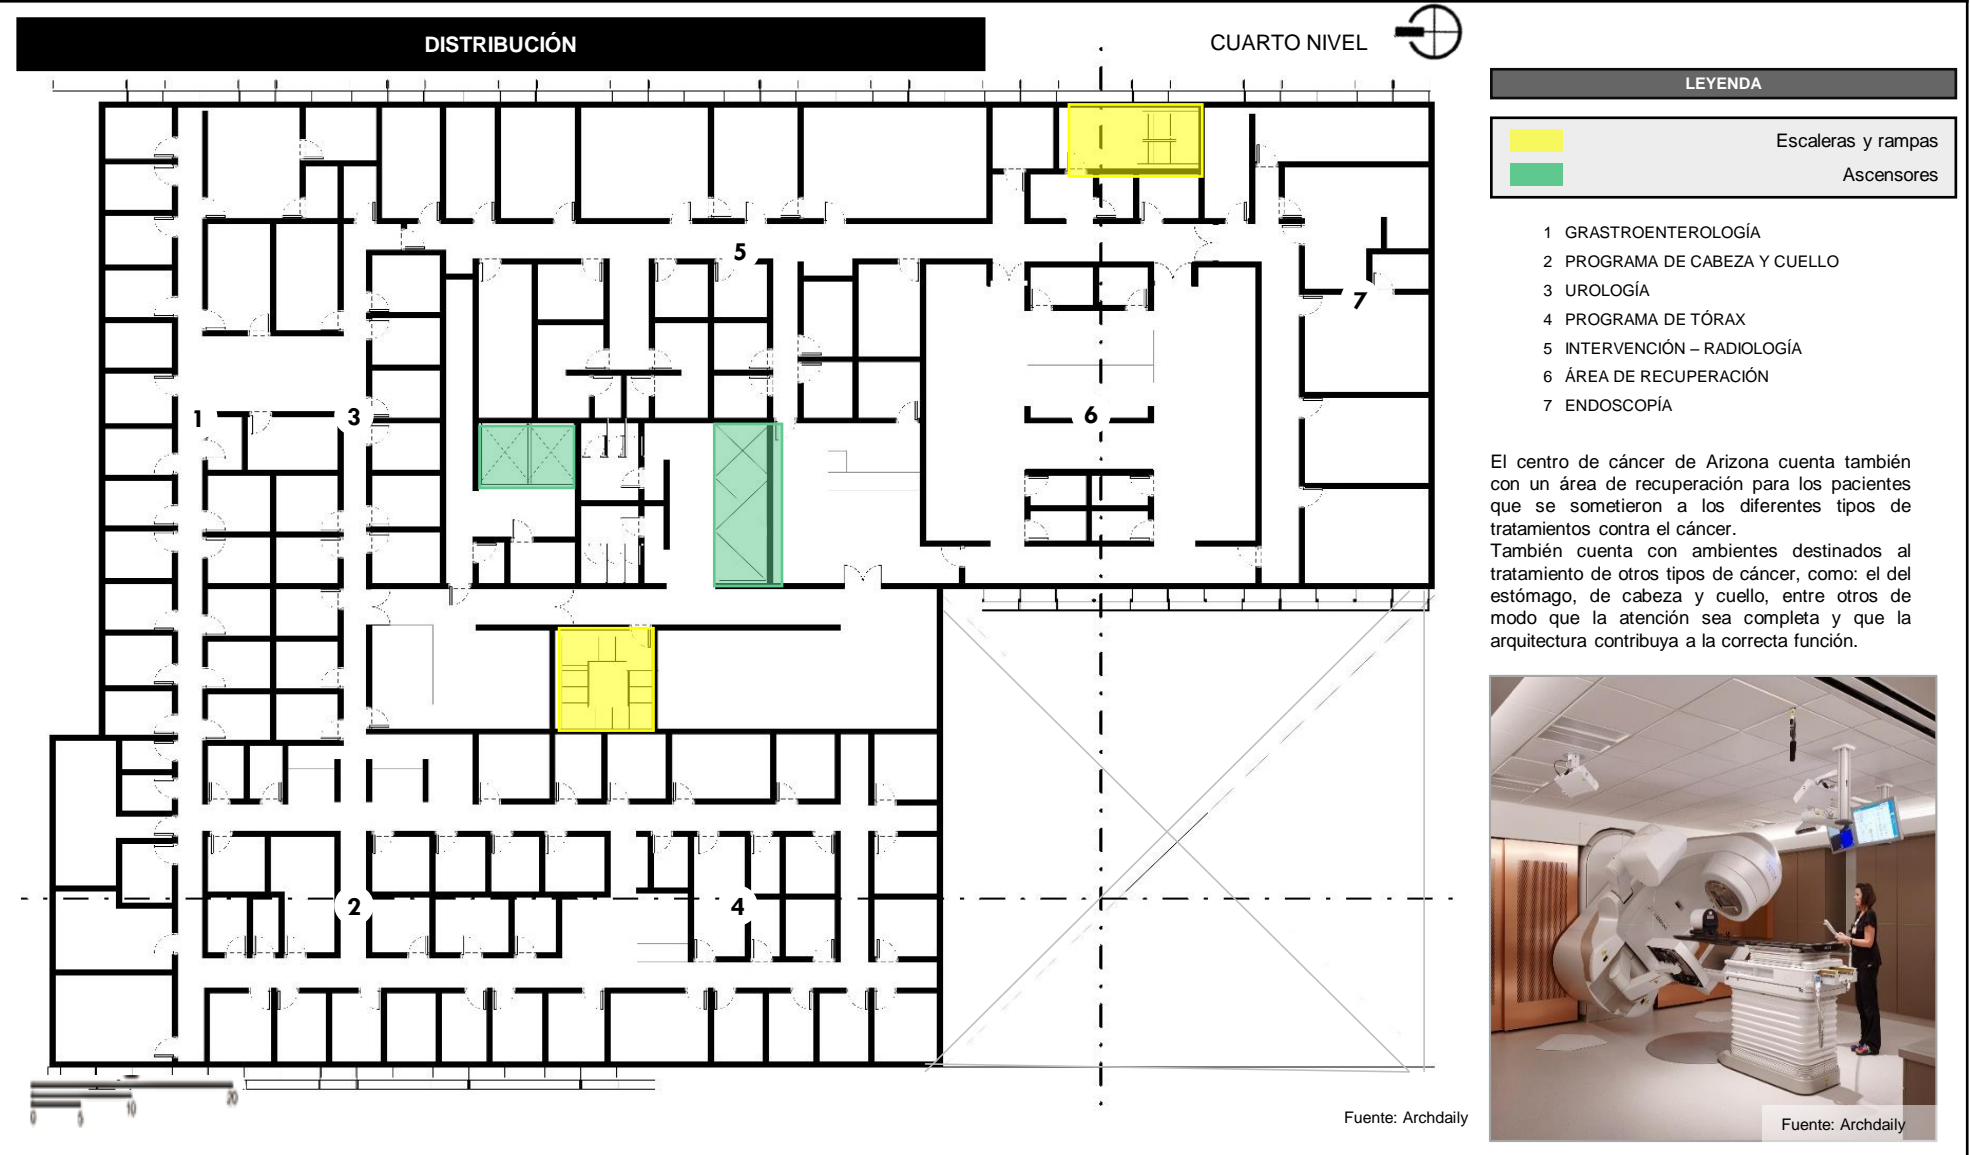 DISTRIBUCIÓN
CUARTO NIVEL
LEYENDA
Escaleras y rampas
Ascensores
1 GRASTROENTEROLOGÍA
2 PROGRAMA DE CABEZA Y CUELLO
3 UROLOGÍA
4 PROGRAMA DE TÓRAX
5 INTERVENCIÓN – RADIOLOGÍA
6 ÁREA DE RECUPERACIÓN
7 ENDOSCOPÍA
El centro de cáncer de Arizona cuenta también
con un área de recuperación para los pacientes
que se sometieron a los diferentes tipos de
tratamientos contra el cáncer.
También cuenta con ambientes destinados al
tratamiento de otros tipos de cáncer, como: el del
estómago, de cabeza y cuello, entre otros de
modo que la atención sea completa y que la
arquitectura contribuya a la correcta función.
5
7
1
3
6
2
4
0 5 10 20
Fuente: Archdaily
Fuente: Archdaily